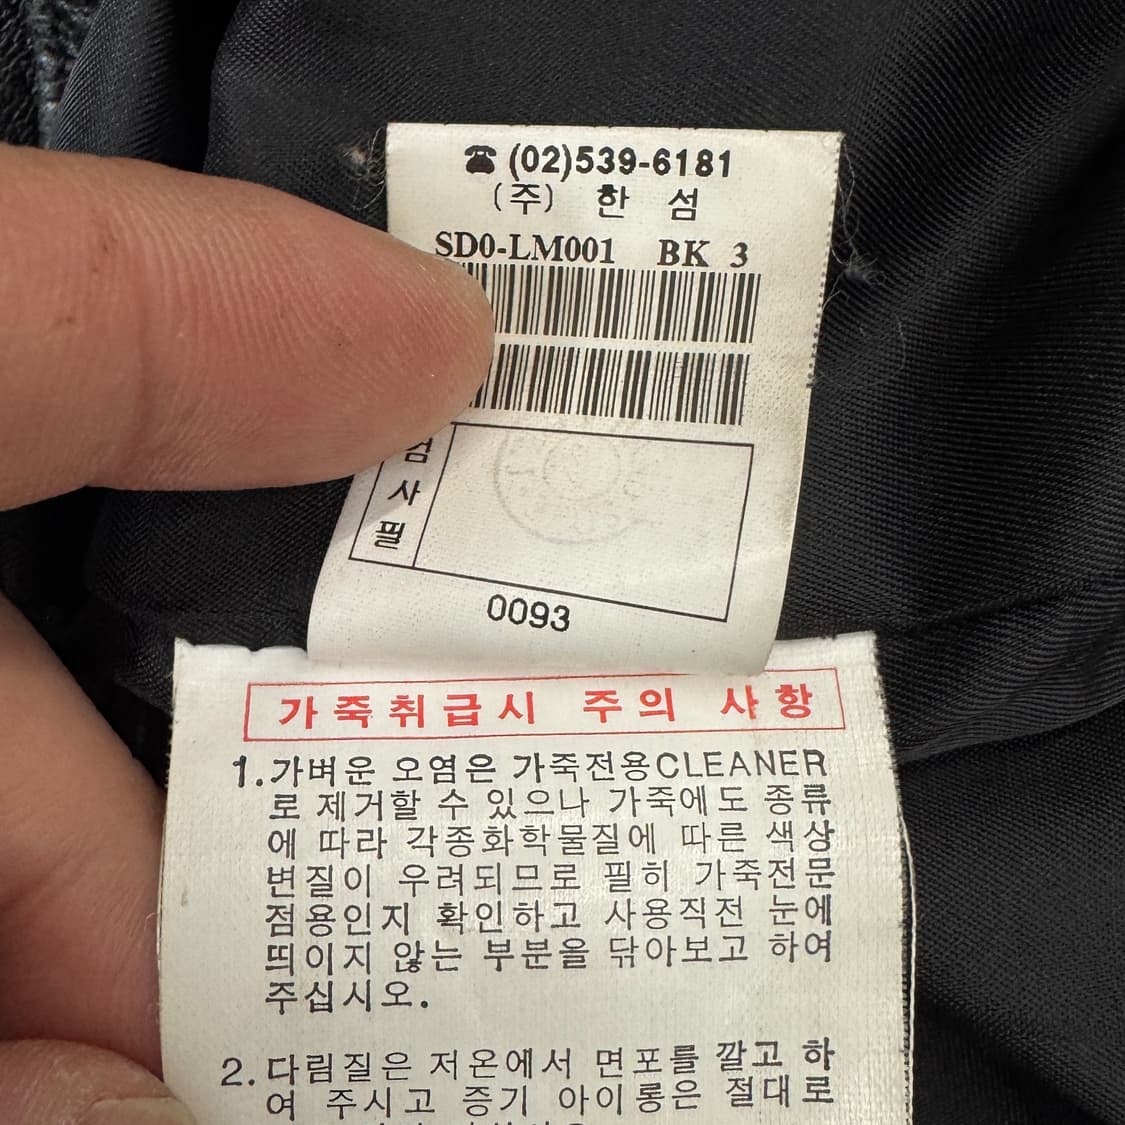 ☎ (02)539-6181
(주) 한 섬
SD0-LM001 BK 3
검
사
필
0093
가죽취급시 주의 사항
1.가벼운 오염은 가죽전용CLEANER
로 제거할 수 있으나 가죽에도 종류
에 따라 각종화학물질에 따른 색상
변질이 우려되므로 필히 가죽전문
점용인지 확인하고 사용직전 눈에
띄이지 않는 부분을 닦아보고 하여
주십시오.
2.다림질은 저온에서 면포를 깔고 하
여 주시고 증기 아이롱은 절대로